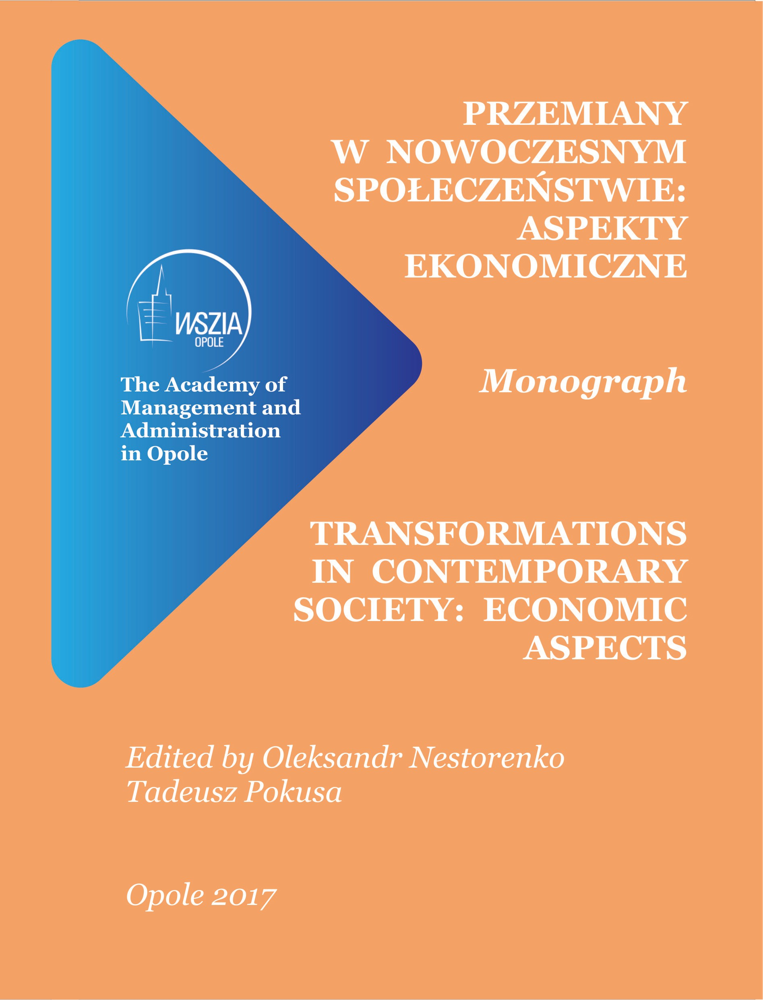 PRZEMIANY
W NOWOCZESNYM
SPOŁECZEŃSTWIE:
ASPEKTY
EKONOMICZNE
WSZIA
OPOLE
The Academy of
Management and
Administration
in Opole
Monograph
TRANSFORMATIONS
IN CONTEMPORARY
SOCIETY: ECONOMIC
ASPECTS
Edited by Oleksandr Nestorenko
Tadeusz Pokusa
Opole 2017